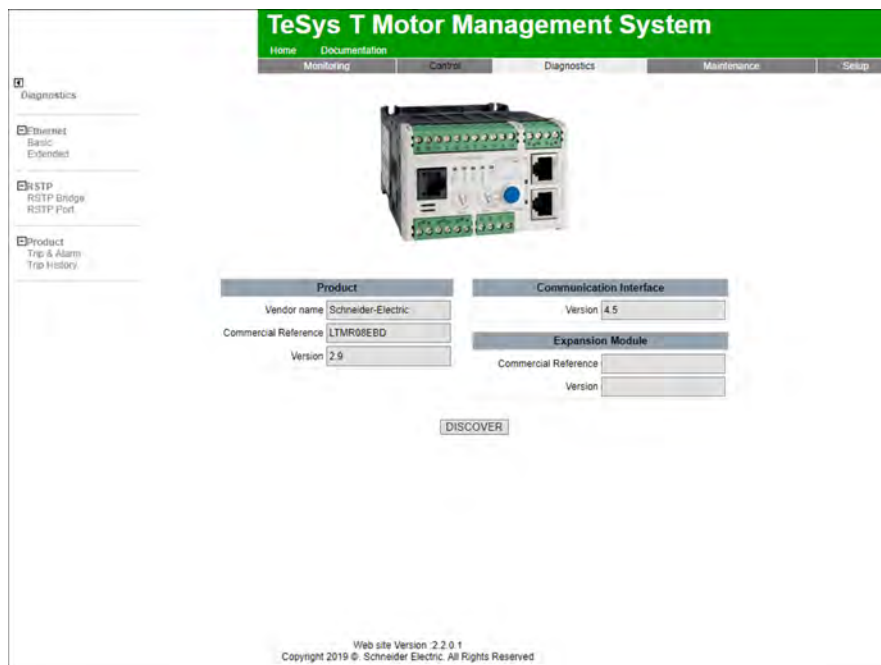 TeSys T Motor Management System
Home Documentation
Monitoring Control Diagnostics Maintenance Setup
Diagnostics
Ethernet
Basic
Extended
RSTP
RSTP Bridge
RSTP Port
Product
Trip & Alarm
Trip History
Product
Vendor name Schneider-Electric
Commercial Reference LTMR08EBD
Version 2.9
Communication Interface
Version 4.5
Expansion Module
Commercial Reference
Version
DISCOVER
Web site Version :2.2.0.1
Copyright 2019 ©. Schneider Electric. All Rights Reserved